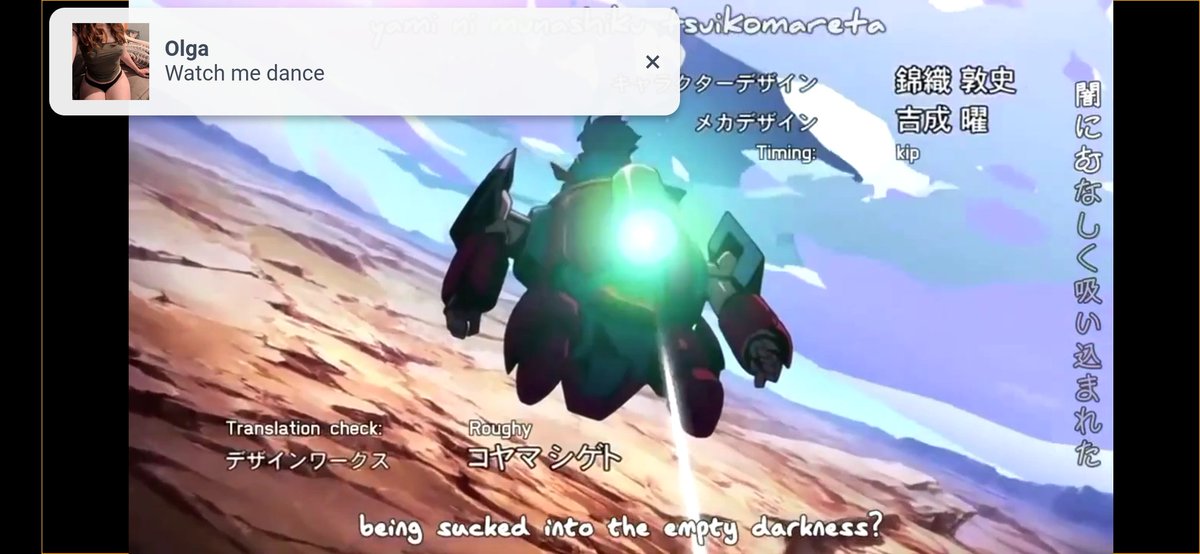 Olga
Watch me dance
×
yami ni munashiku tsuikomareta
キャラクターデザイン 錦織 敦史
メカデザイン 吉成 曜
Timing: kip
闇にむなしく吸い込まれた
Translation check: Roughy
デザインワークス コヤマ シゲト
being sucked into the empty darkness?